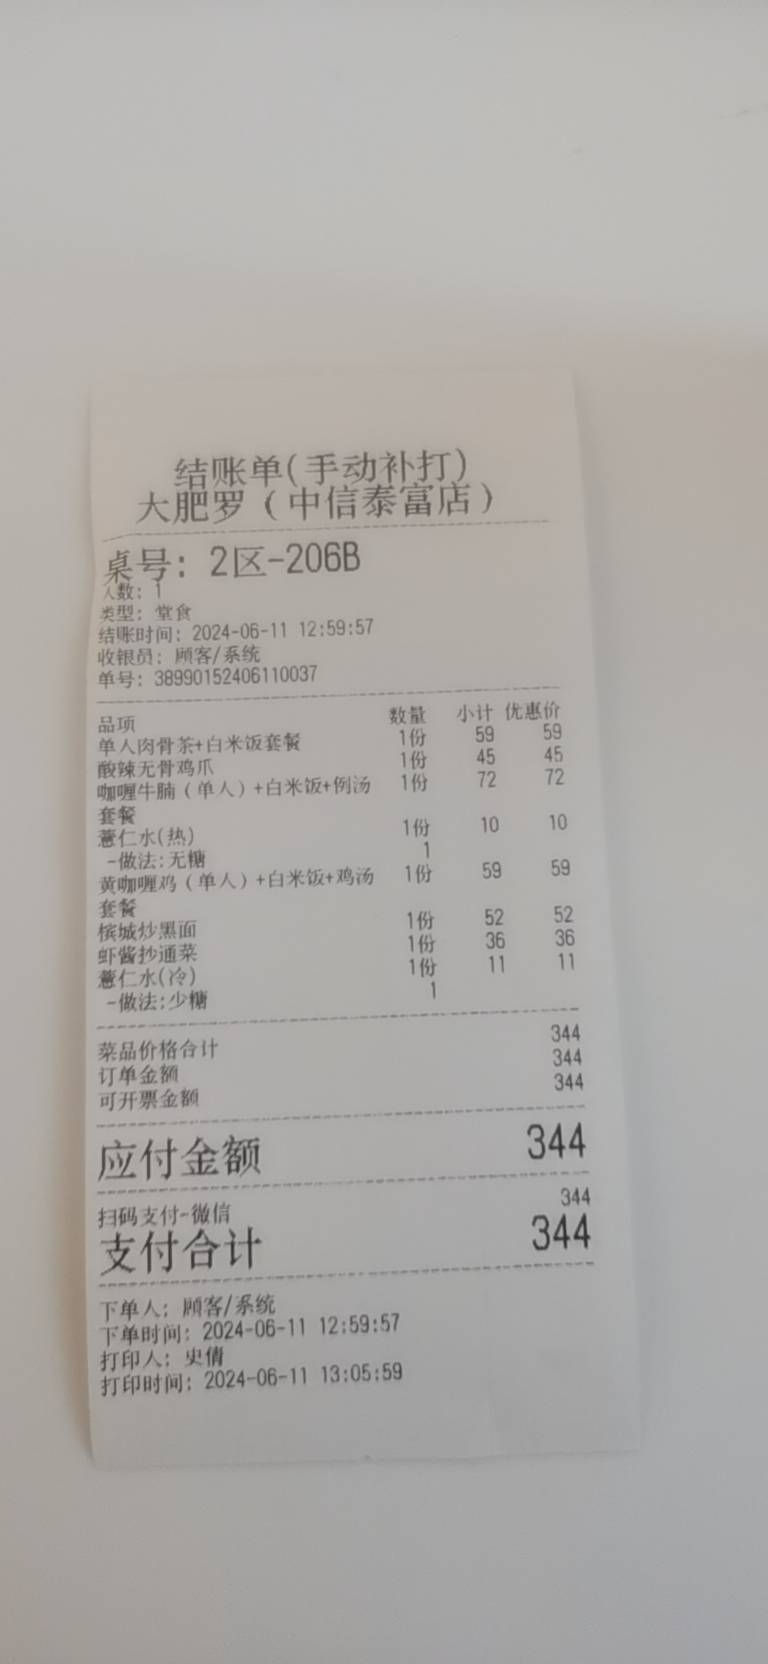 结账单(手动补打)
大肥罗（中信泰富店）
桌号: 2区-206B
人数: 1
类型: 堂食
结账时间: 2024-06-11 12:59:57
收银员: 顾客/系统
单号: 38990152406110037
品项 数量 小计 优惠价
单人肉骨茶+白米饭套餐 1份 59 59
酸辣无骨鸡爪 1份 45 45
咖喱牛腩（单人）+白米饭+例汤 1份 72 72
套餐
薏仁水(热) 1份 10 10
-做法:无糖 1
黄咖喱鸡（单人）+白米饭+鸡汤 1份 59 59
套餐
槟城炒黑面 1份 52 52
虾酱抄通菜 1份 36 36
薏仁水(冷) 1份 11 11
-做法:少糖 1
菜品价格合计 344
订单金额 344
可开票金额 344
应付金额 344
扫码支付-微信 344
支付合计 344
下单人: 顾客/系统
下单时间: 2024-06-11 12:59:57
打印人: 史倩
打印时间: 2024-06-11 13:05:59